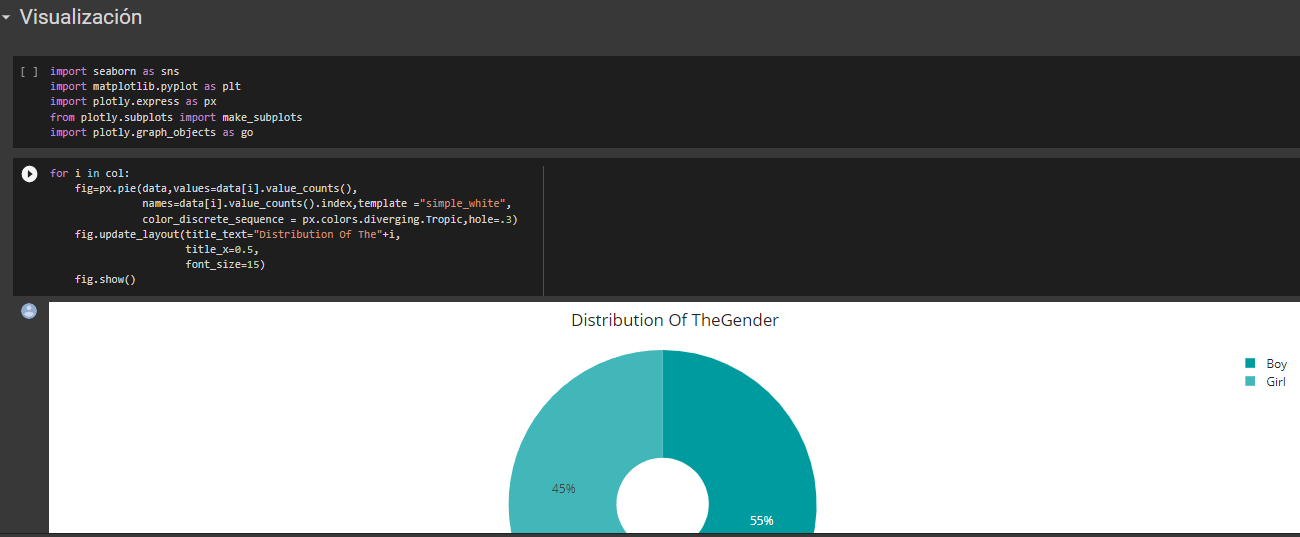 Visualización
[ ] import seaborn as sns
import matplotlib.pyplot as plt
import plotly.express as px
from plotly.subplots import make_subplots
import plotly.graph_objects as go
for i in col:
    fig=px.pie(data,values=data[i].value_counts(),
               names=data[i].value_counts().index,template ="simple_white",
               color_discrete_sequence = px.colors.diverging.Tropic,hole=.3)
    fig.update_layout(title_text="Distribution Of The"+i,
                      title_x=0.5,
                      font_size=15)
    fig.show()
Distribution Of TheGender
Boy
Girl
45%
55%